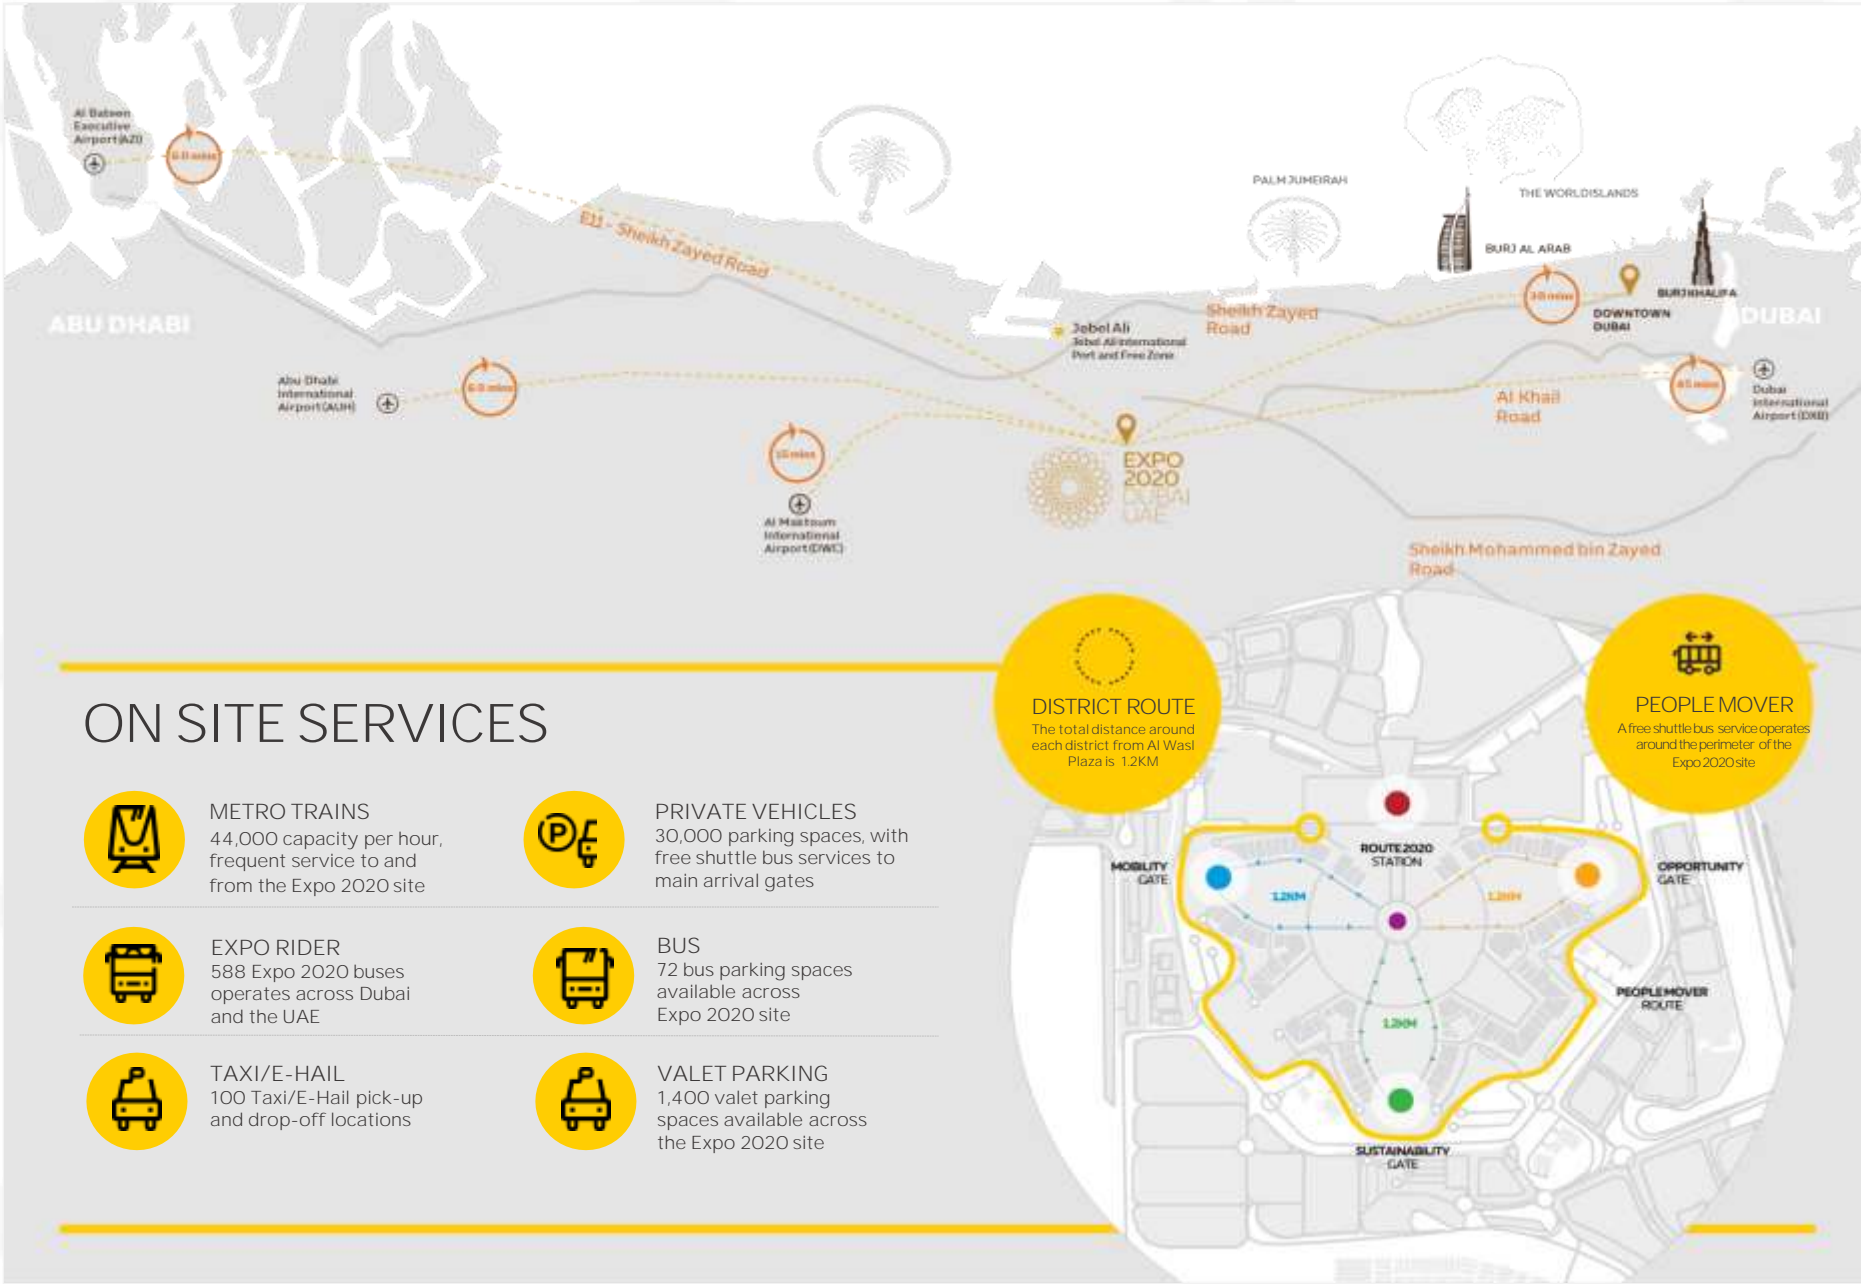 Al Bateen
Executive
Airport (AZI)
E11 - Sheikh Zayed Road
ABU DHABI
Abu Dhabi
International
Airport (AUH)
15 mins
Al Maktoum
International
Airport (DWC)
Jebel Ali
Jebel Ali International
Port and Free Zone
EXPO
2020
DUBAI
UAE
PALM JUMEIRAH
THE WORLD ISLANDS
BURJ AL ARAB
BURJ KHALIFA
DOWNTOWN
DUBAI
DUBAI
Sheikh Zayed
Road
Al Khail
Road
45 mins
Dubai
International
Airport (DXB)
Sheikh Mohammed bin Zayed
Road
ON SITE SERVICES
METRO TRAINS
44,000 capacity per hour,
frequent service to and
from the Expo 2020 site
PRIVATE VEHICLES
30,000 parking spaces, with
free shuttle bus services to
main arrival gates
EXPO RIDER
588 Expo 2020 buses
operates across Dubai
and the UAE
BUS
72 bus parking spaces
available across
Expo 2020 site
TAXI/E-HAIL
100 Taxi/E-Hail pick-up
and drop-off locations
VALET PARKING
1,400 valet parking
spaces available across
the Expo 2020 site
DISTRICT ROUTE
The total distance around
each district from Al Wasl
Plaza is 1.2KM
PEOPLE MOVER
A free shuttle bus service operates
around the perimeter of the
Expo 2020 site
ROUTE 2020
STATION
MOBILITY
GATE
OPPORTUNITY
GATE
1.2KM
1.2KM
1.2KM
PEOPLE MOVER
ROUTE
SUSTAINABILITY
GATE